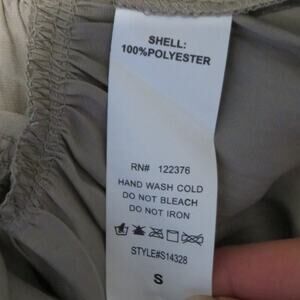 SHELL:
100%POLYESTER
RN# 122376
HAND WASH COLD
DO NOT BLEACH
DO NOT IRON
STYLE#S14328
S